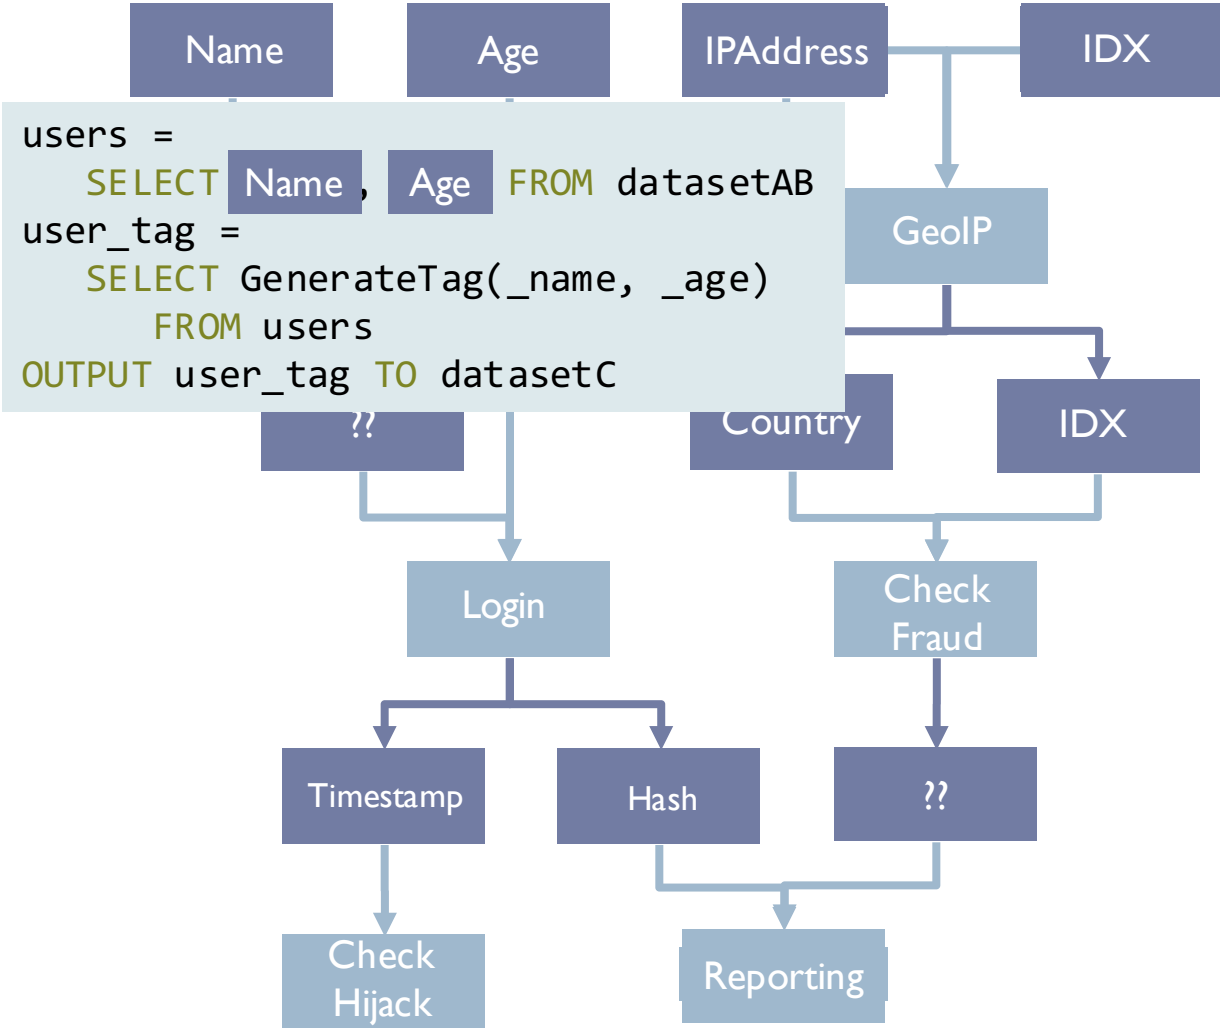 Name
Age
IPAddress
IDX
users =
SELECT Name , Age FROM datasetAB
user_tag =
SELECT GenerateTag(_name, _age)
FROM users
OUTPUT user_tag TO datasetC
GeoIP
??
Country
IDX
Login
Check
Fraud
Timestamp
Hash
??
Check
Hijack
Reporting